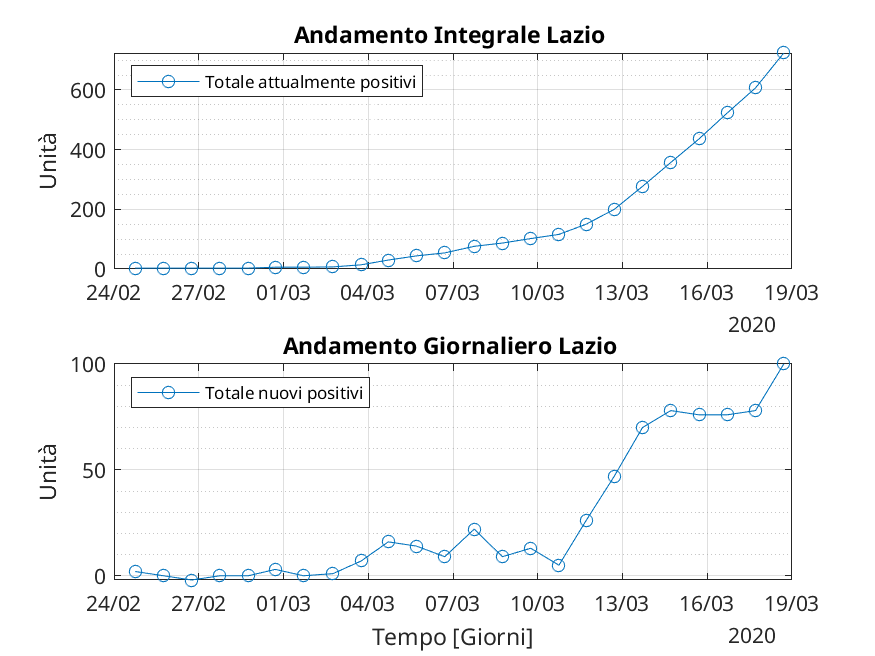 Andamento Integrale Lazio
Totale attualmente positivi
Unità
600
400
200
0
24/02 27/02 01/03 04/03 07/03 10/03 13/03 16/03 19/03
2020
Andamento Giornaliero Lazio
Totale nuovi positivi
Unità
100
50
0
24/02 27/02 01/03 04/03 07/03 10/03 13/03 16/03 19/03
Tempo [Giorni]
2020